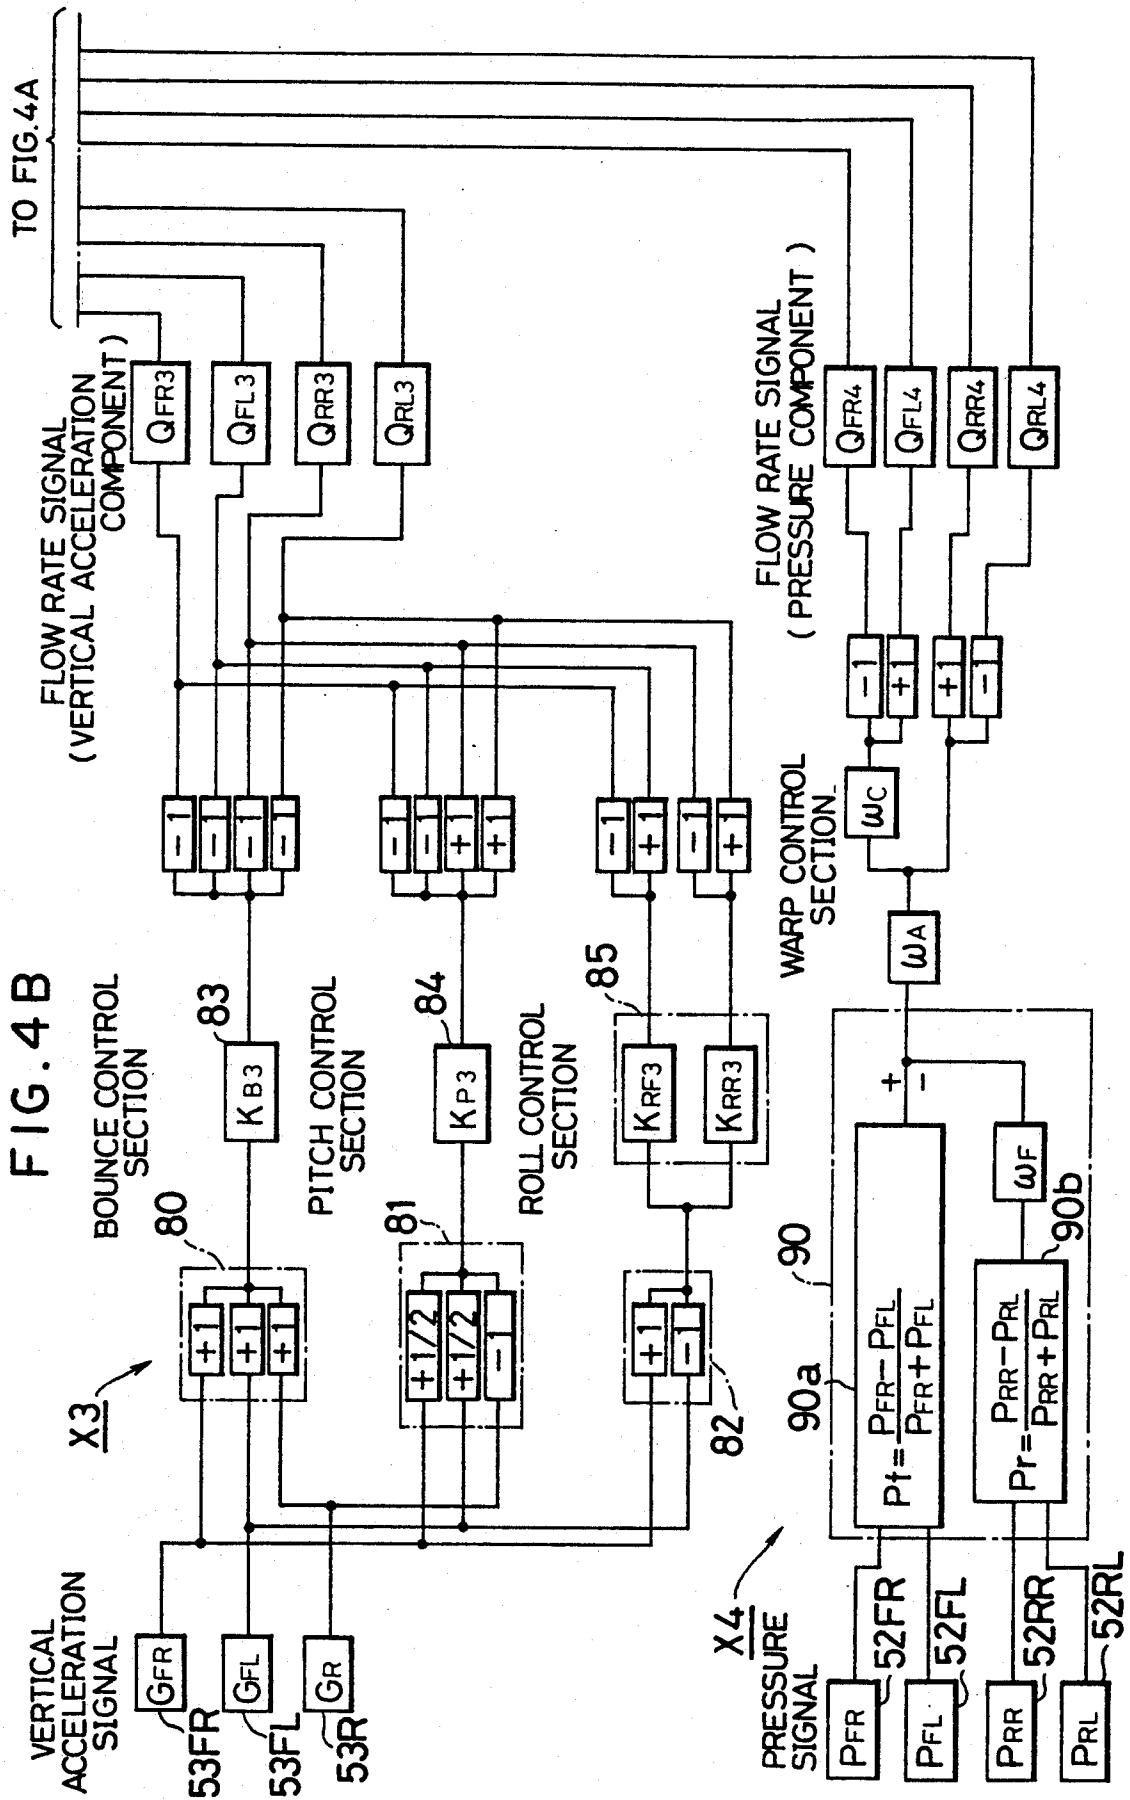 FIG.4B
TO FIG.4A
VERTICAL
ACCELERATION
SIGNAL
GFR
53FR
GFL
53FL
GR
53R
X3
BOUNCE CONTROL
SECTION
80
+1
+1
+1
83
KB3
-1
-1
-1
-1
PITCH CONTROL
SECTION
81
+1/2
+1/2
-1
84
KP3
-1
-1
+1
+1
ROLL CONTROL
SECTION
82
+1
-1
85
KRF3
KRR3
-1
+1
-1
+1
FLOW RATE SIGNAL
(VERTICAL ACCELERATION
COMPONENT)
QFR3
QFL3
QRR3
QRL3
PRESSURE
SIGNAL
PFR
52FR
PFL
52FL
PRR
52RR
PRL
52RL
X4
90
90a
Pf=PFR-PFL
PFR+PFL
90b
Pr=PRR-PRL
PRR+PRL
+
-
ωF
WARP CONTROL
SECTION
ωA
ωC
-1
+1
+1
-1
FLOW RATE SIGNAL
(PRESSURE COMPONENT)
QFR4
QFL4
QRR4
QRL4